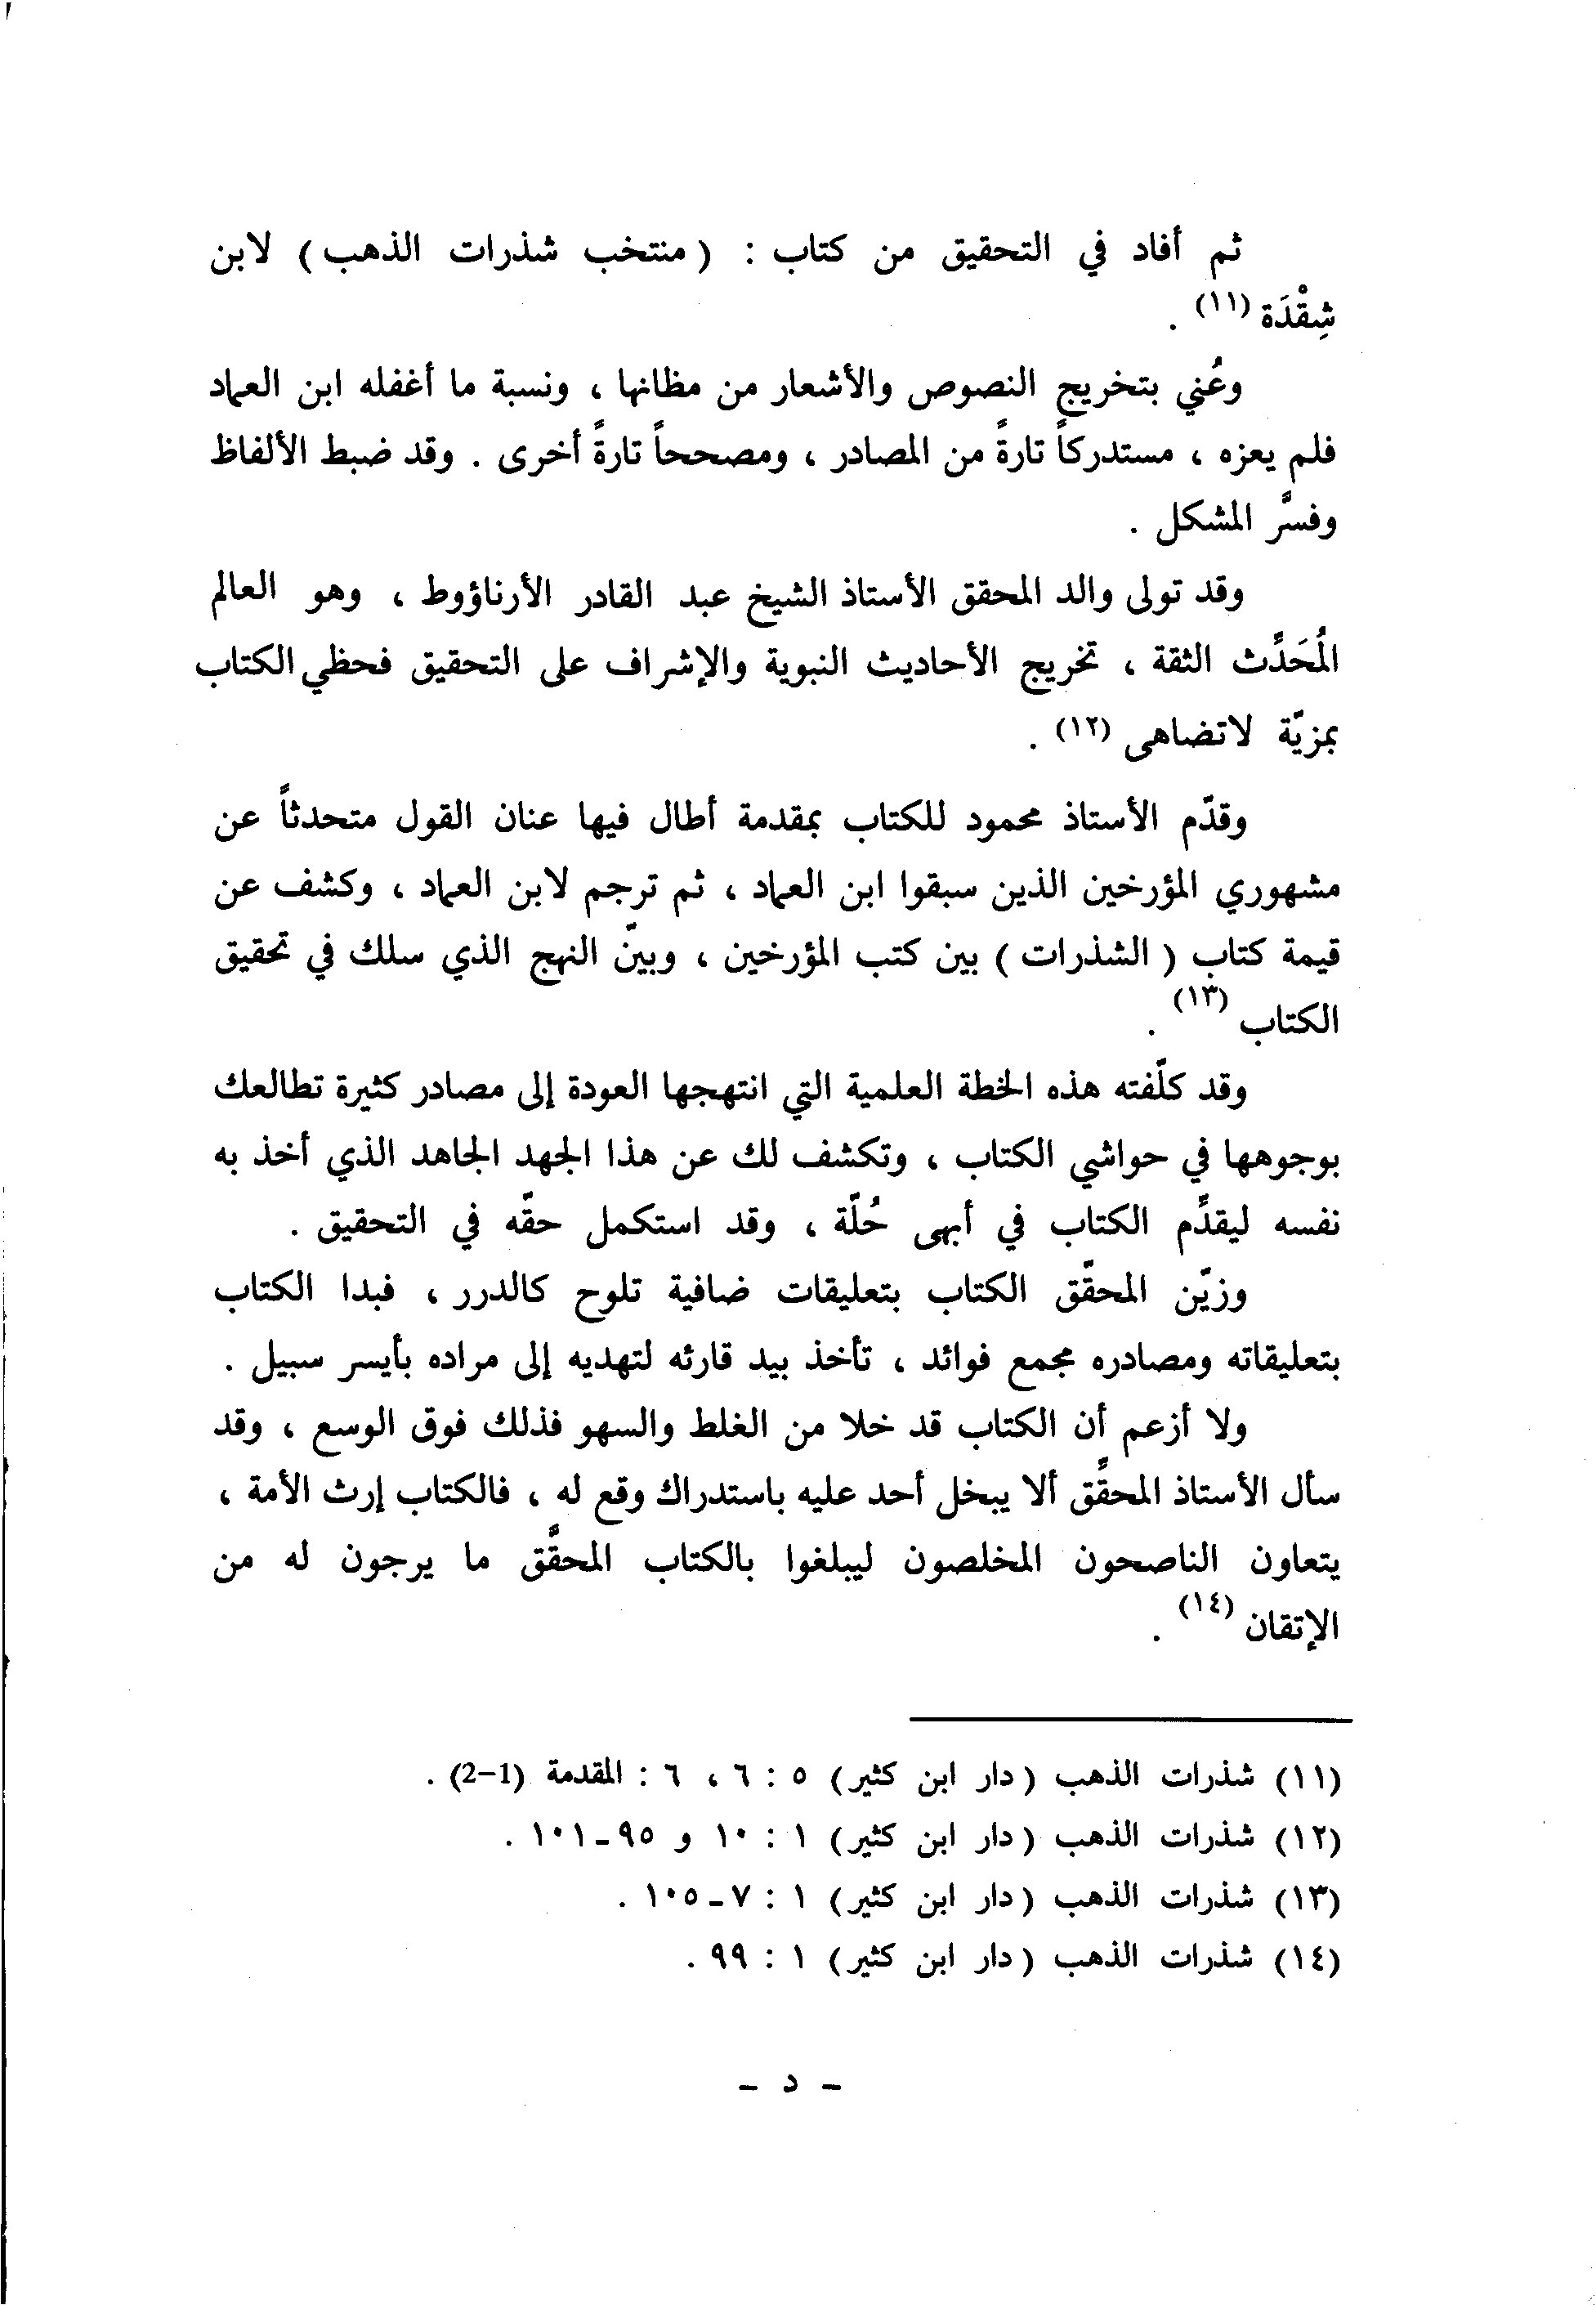 ثم أفاد في التحقيق من كتاب : ( منتخب شذرات الذهب ) لابن
شِقْدَة (١١) .
وعُني بتخريج النصوص والأشعار من مظانها ، ونسبة ما أغفله ابن العماد
فلم يعزه ، مستدركاً تارةً من المصادر ، ومصححاً تارةً أخرى . وقد ضبط الألفاظ
وفسَّر المشكل .
وقد تولى والد المحقق الأستاذ الشيخ عبد القادر الأرناؤوط ، وهو العالم
المُحَدِّث الثقة ، تخريج الأحاديث النبوية والإشراف على التحقيق فحظي الكتاب
بمزيّة لاتضاهى (١٢) .
وقدّم الأستاذ محمود للكتاب بمقدمة أطال فيها عنان القول متحدثاً عن
مشهوري المؤرخين الذين سبقوا ابن العماد ، ثم ترجم لابن العماد ، وكشف عن
قيمة كتاب ( الشذرات ) بين كتب المؤرخين ، وبيّن النهج الذي سلك في تحقيق
الكتاب (١٣) .
وقد كلّفته هذه الخطة العلمية التي انتهجها العودة إلى مصادر كثيرة تطالعك
بوجوهها في حواشي الكتاب ، وتكشف لك عن هذا الجهد الجاهد الذي أخذ به
نفسه ليقدِّم الكتاب في أبهى حُلّة ، وقد استكمل حقّه في التحقيق .
وزيّن المحقّق الكتاب بتعليقات ضافية تلوح كالدرر ، فبدا الكتاب
بتعليقاته ومصادره مجمع فوائد ، تأخذ بيد قارئه لتهديه إلى مراده بأيسر سبيل .
ولا أزعم أن الكتاب قد خلا من الغلط والسهو فذلك فوق الوسع ، وقد
سأل الأستاذ المحقِّق ألا يبخل أحد عليه باستدراك وقع له ، فالكتاب إرث الأمة ،
يتعاون الناصحون المخلصون ليبلغوا بالكتاب المحقَّق ما يرجون له من
الإتقان (١٤) .
(١١) شذرات الذهب (دار ابن كثير) ٥ : ٦ ، ٦ : المقدمة (1-2) .
(١٢) شذرات الذهب (دار ابن كثير) ١ : ١٠ و ٩٥-١٠١ .
(١٣) شذرات الذهب (دار ابن كثير) ١ : ٧-١٠٥ .
(١٤) شذرات الذهب (دار ابن كثير) ١ : ٩٩ .
- د -